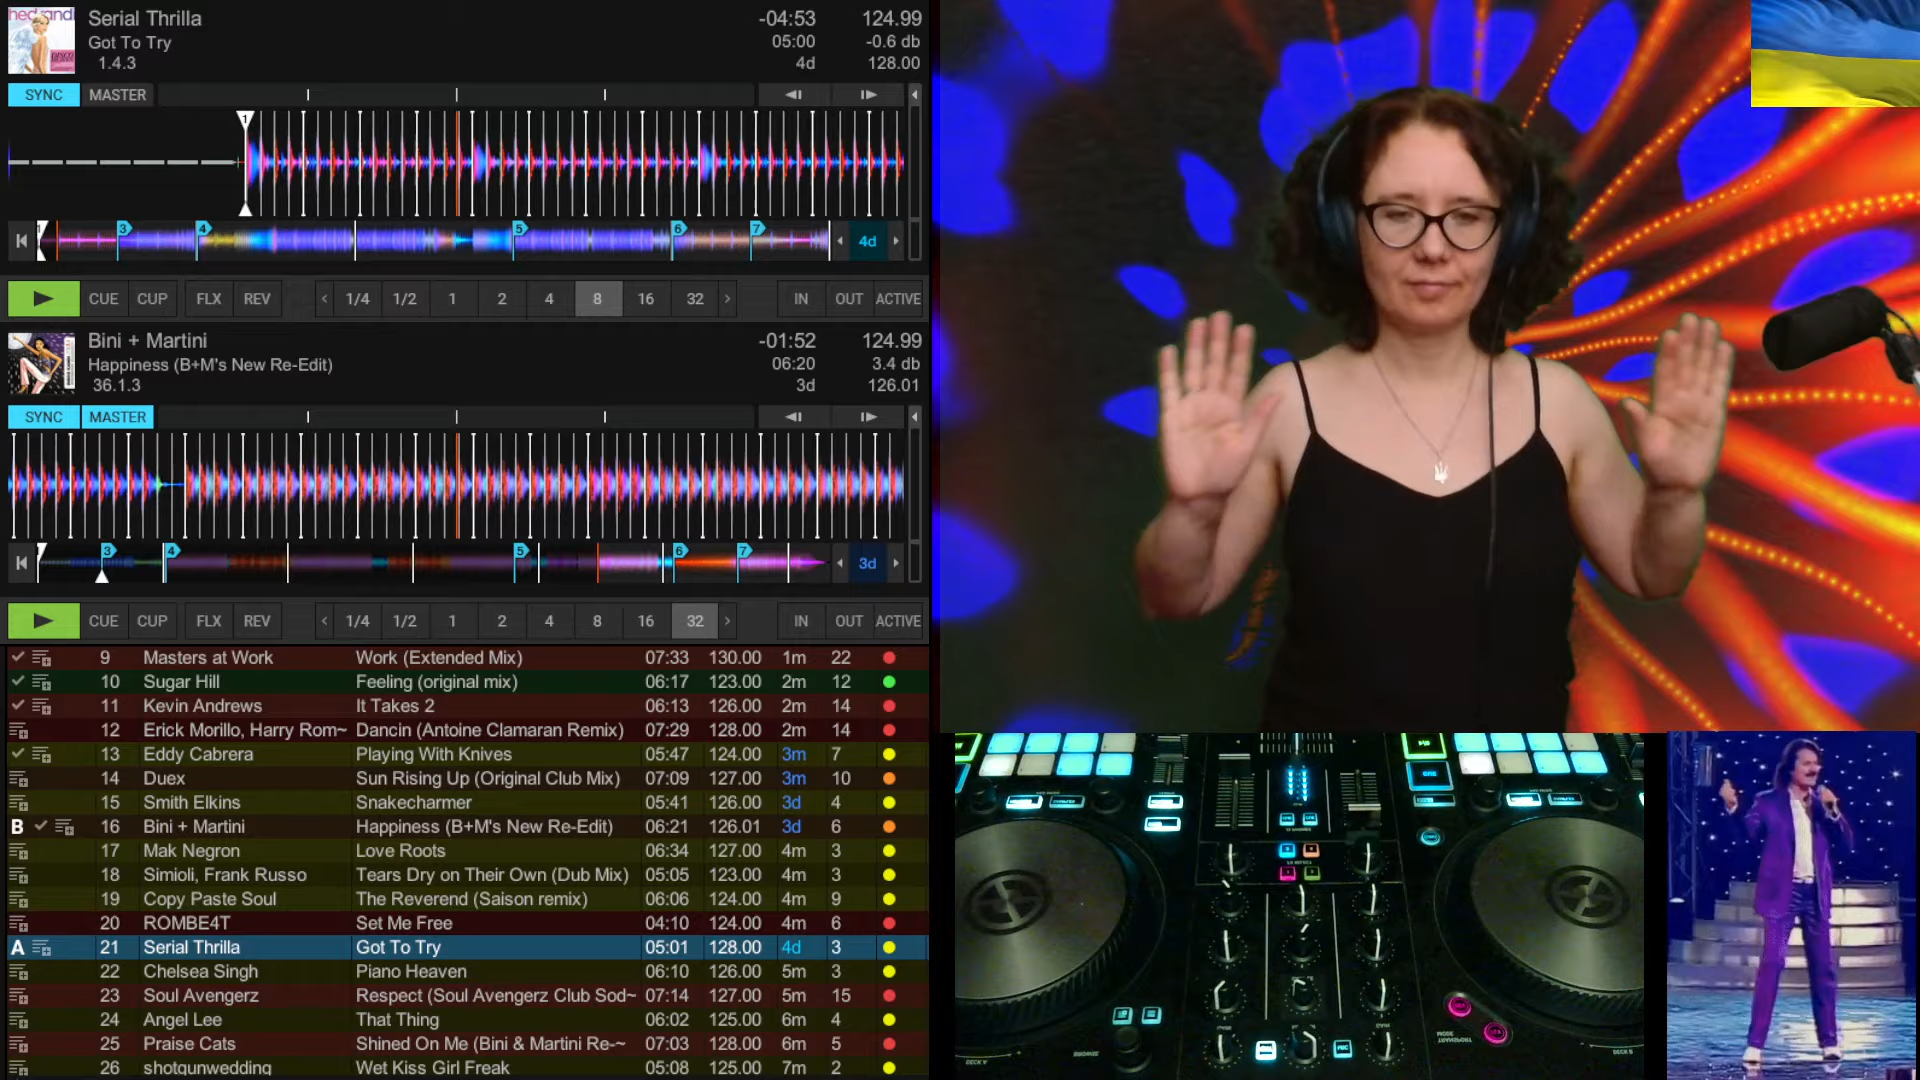 hedkandi
DISCO
Serial Thrilla -04:53 124.99
Got To Try 05:00 -0.6 db
1.4.3 4d 128.00
SYNC MASTER
1
1 3 4 5 6 7 4d
CUE CUP FLX REV 1/4 1/2 1 2 4 8 16 32 IN OUT ACTIVE
Bini + Martini -01:52 124.99
Happiness (B+M's New Re-Edit) 06:20 3.4 db
36.1.3 3d 126.01
SYNC MASTER
3 4 5 6 7 3d
CUE CUP FLX REV 1/4 1/2 1 2 4 8 16 32 IN OUT ACTIVE
9 Masters at Work Work (Extended Mix) 07:33 130.00 1m 22
10 Sugar Hill Feeling (original mix) 06:17 123.00 2m 12
11 Kevin Andrews It Takes 2 06:13 126.00 2m 14
12 Erick Morillo, Harry Rom~ Dancin (Antoine Clamaran Remix) 07:29 128.00 2m 14
13 Eddy Cabrera Playing With Knives 05:47 124.00 3m 7
14 Duex Sun Rising Up (Original Club Mix) 07:09 127.00 3m 10
15 Smith Elkins Snakecharmer 05:41 126.00 3d 4
B 16 Bini + Martini Happiness (B+M's New Re-Edit) 06:21 126.01 3d 6
17 Mak Negron Love Roots 06:34 127.00 4m 3
18 Simioli, Frank Russo Tears Dry on Their Own (Dub Mix) 05:05 123.00 4m 3
19 Copy Paste Soul The Reverend (Saison remix) 06:06 124.00 4m 9
20 ROMBE4T Set Me Free 04:10 124.00 4m 6
A 21 Serial Thrilla Got To Try 05:01 128.00 4d 3
22 Chelsea Singh Piano Heaven 06:10 126.00 5m 3
23 Soul Avengerz Respect (Soul Avengerz Club Sod~ 07:14 127.00 5m 15
24 Angel Lee That Thing 06:02 125.00 6m 4
25 Praise Cats Shined On Me (Bini & Martini Re-~ 07:03 128.00 6m 5
26 shotgunwedding Wet Kiss Girl Freak 05:08 125.00 7m 2
DECK A
DECK B